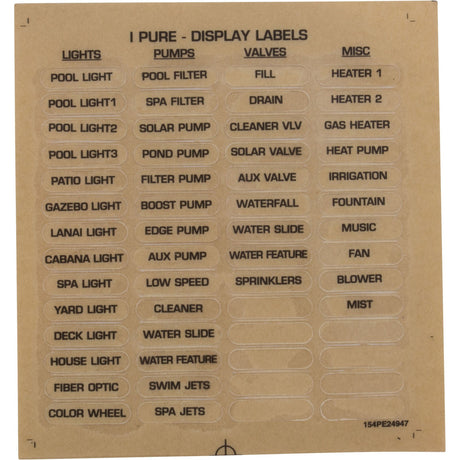 I PURE - DISPLAY LABELS
LIGHTS PUMPS VALVES MISC
POOL LIGHT POOL FILTER FILL HEATER 1
POOL LIGHT1 SPA FILTER DRAIN HEATER 2
POOL LIGHT2 SOLAR PUMP CLEANER VLV GAS HEATER
POOL LIGHT3 POND PUMP SOLAR VALVE HEAT PUMP
PATIO LIGHT FILTER PUMP AUX VALVE IRRIGATION
GAZEBO LIGHT BOOST PUMP WATERFALL FOUNTAIN
LANAI LIGHT EDGE PUMP WATER SLIDE MUSIC
CABANA LIGHT AUX PUMP WATER FEATURE FAN
SPA LIGHT LOW SPEED SPRINKLERS BLOWER
YARD LIGHT CLEANER MIST
DECK LIGHT WATER SLIDE
HOUSE LIGHT WATER FEATURE
FIBER OPTIC SWIM JETS
COLOR WHEEL SPA JETS
154PE24947